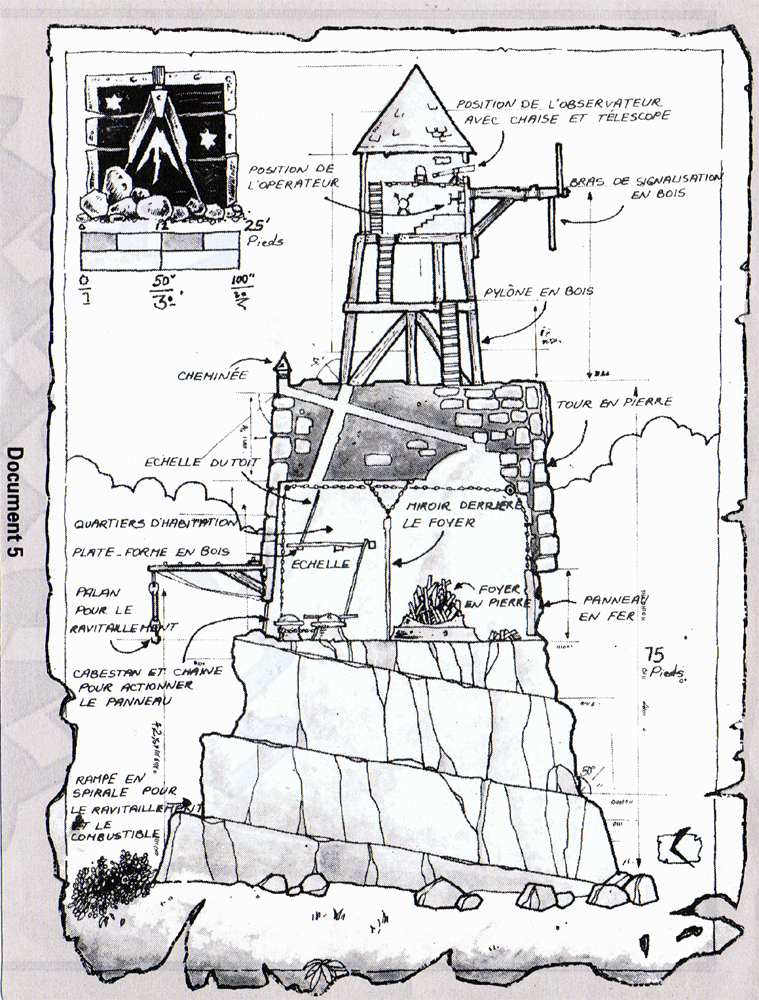 POSITION DE L'OBSERVATEUR
AVEC CHAISE ET TÉLESCOPE
POSITION DE
L'OPÉRATEUR
BRAS DE SIGNALISATION
EN BOIS
25'
Pieds
0
50"
100"
PYLÔNE EN BOIS
CHEMINÉE
TOUR EN PIERRE
ECHELLE DU TOIT
MIROIR DERRIÈRE
LE FOYER
QUARTIERS D'HABITATION
PLATE-FORME EN BOIS
ECHELLE
PALAN
POUR LE
RAVITAILLEMENT
FOYER
EN PIERRE
PANNEAU
EN FER
CABESTAN ET CHAÎNE
POUR ACTIONNER
LE PANNEAU
75
Pieds
RAMPE EN
SPIRALE POUR
LE RAVITAILLEMENT
ET LE
COMBUSTIBLE
50°
Document 5